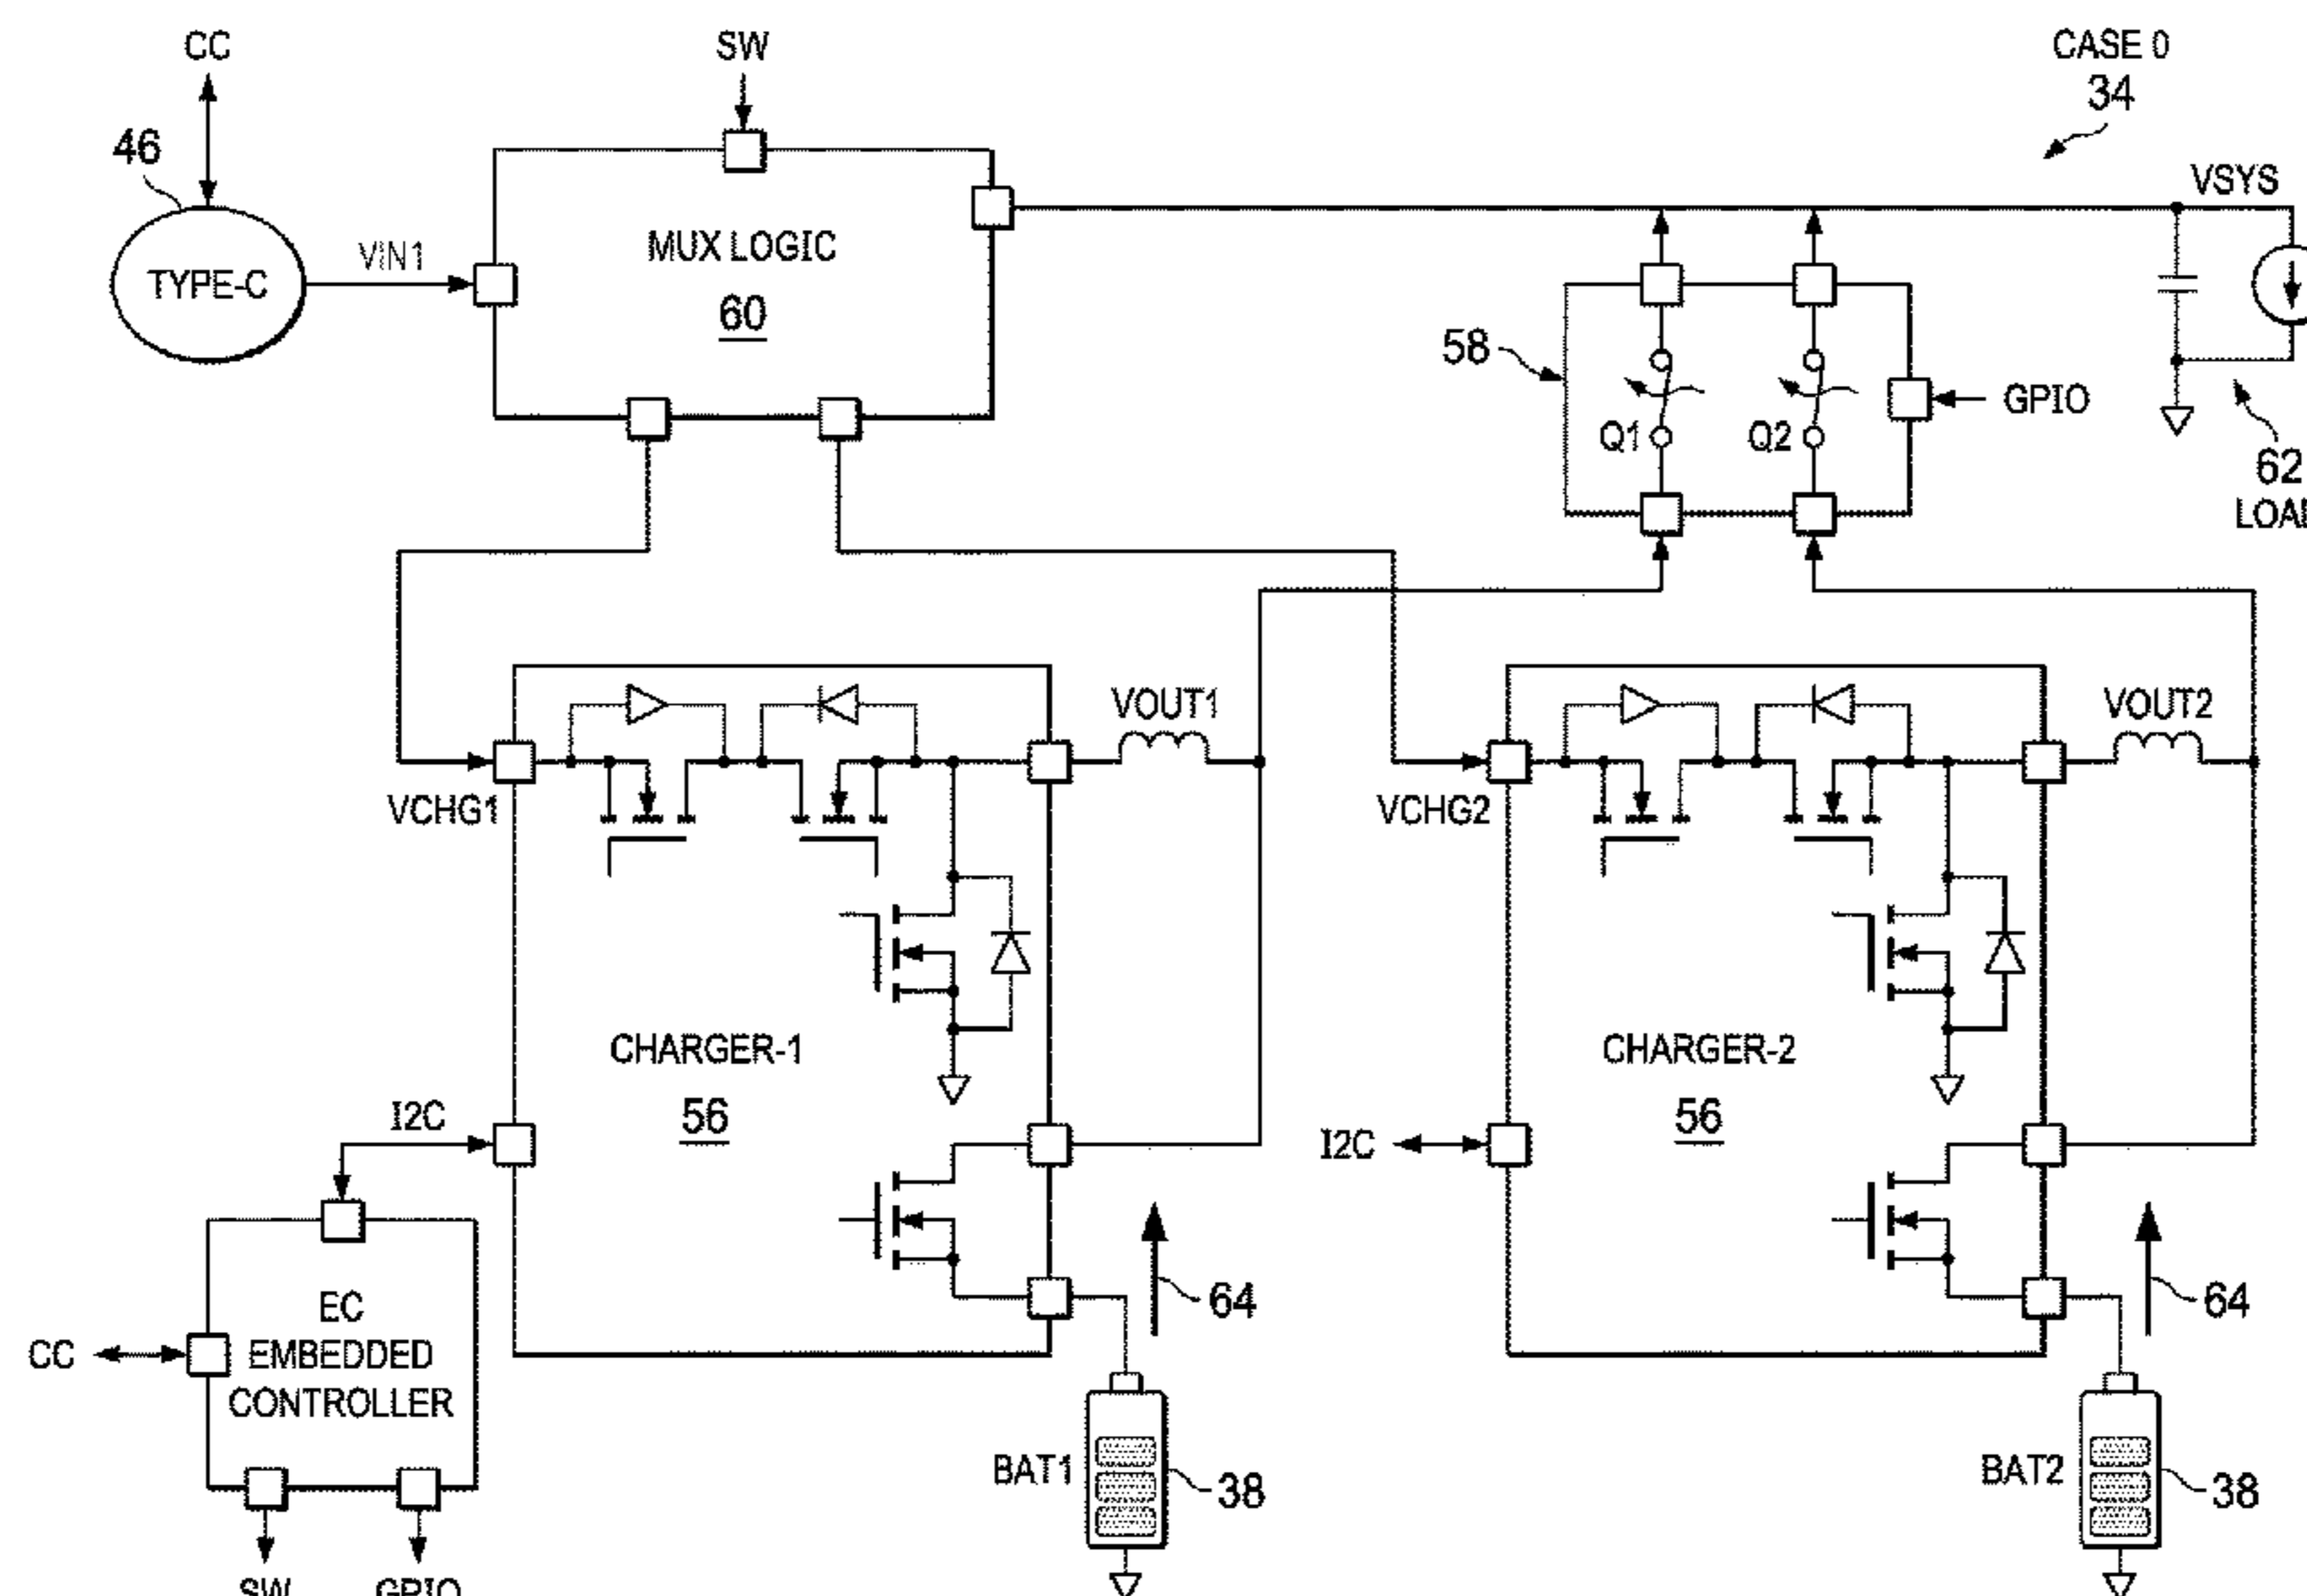 CC
SW
CASE 0
34
46
VSYS
TYPE-C
VIN1
MUX LOGIC
60
58
Q1
Q2
GPIO
62
VOUT1
VOUT2
VCHG1
VCHG2
CHARGER-1
56
CHARGER-2
56
I2C
I2C
64
64
EC
EMBEDDED
CONTROLLER
CC
BAT1
38
BAT2
38
SW
GPIO